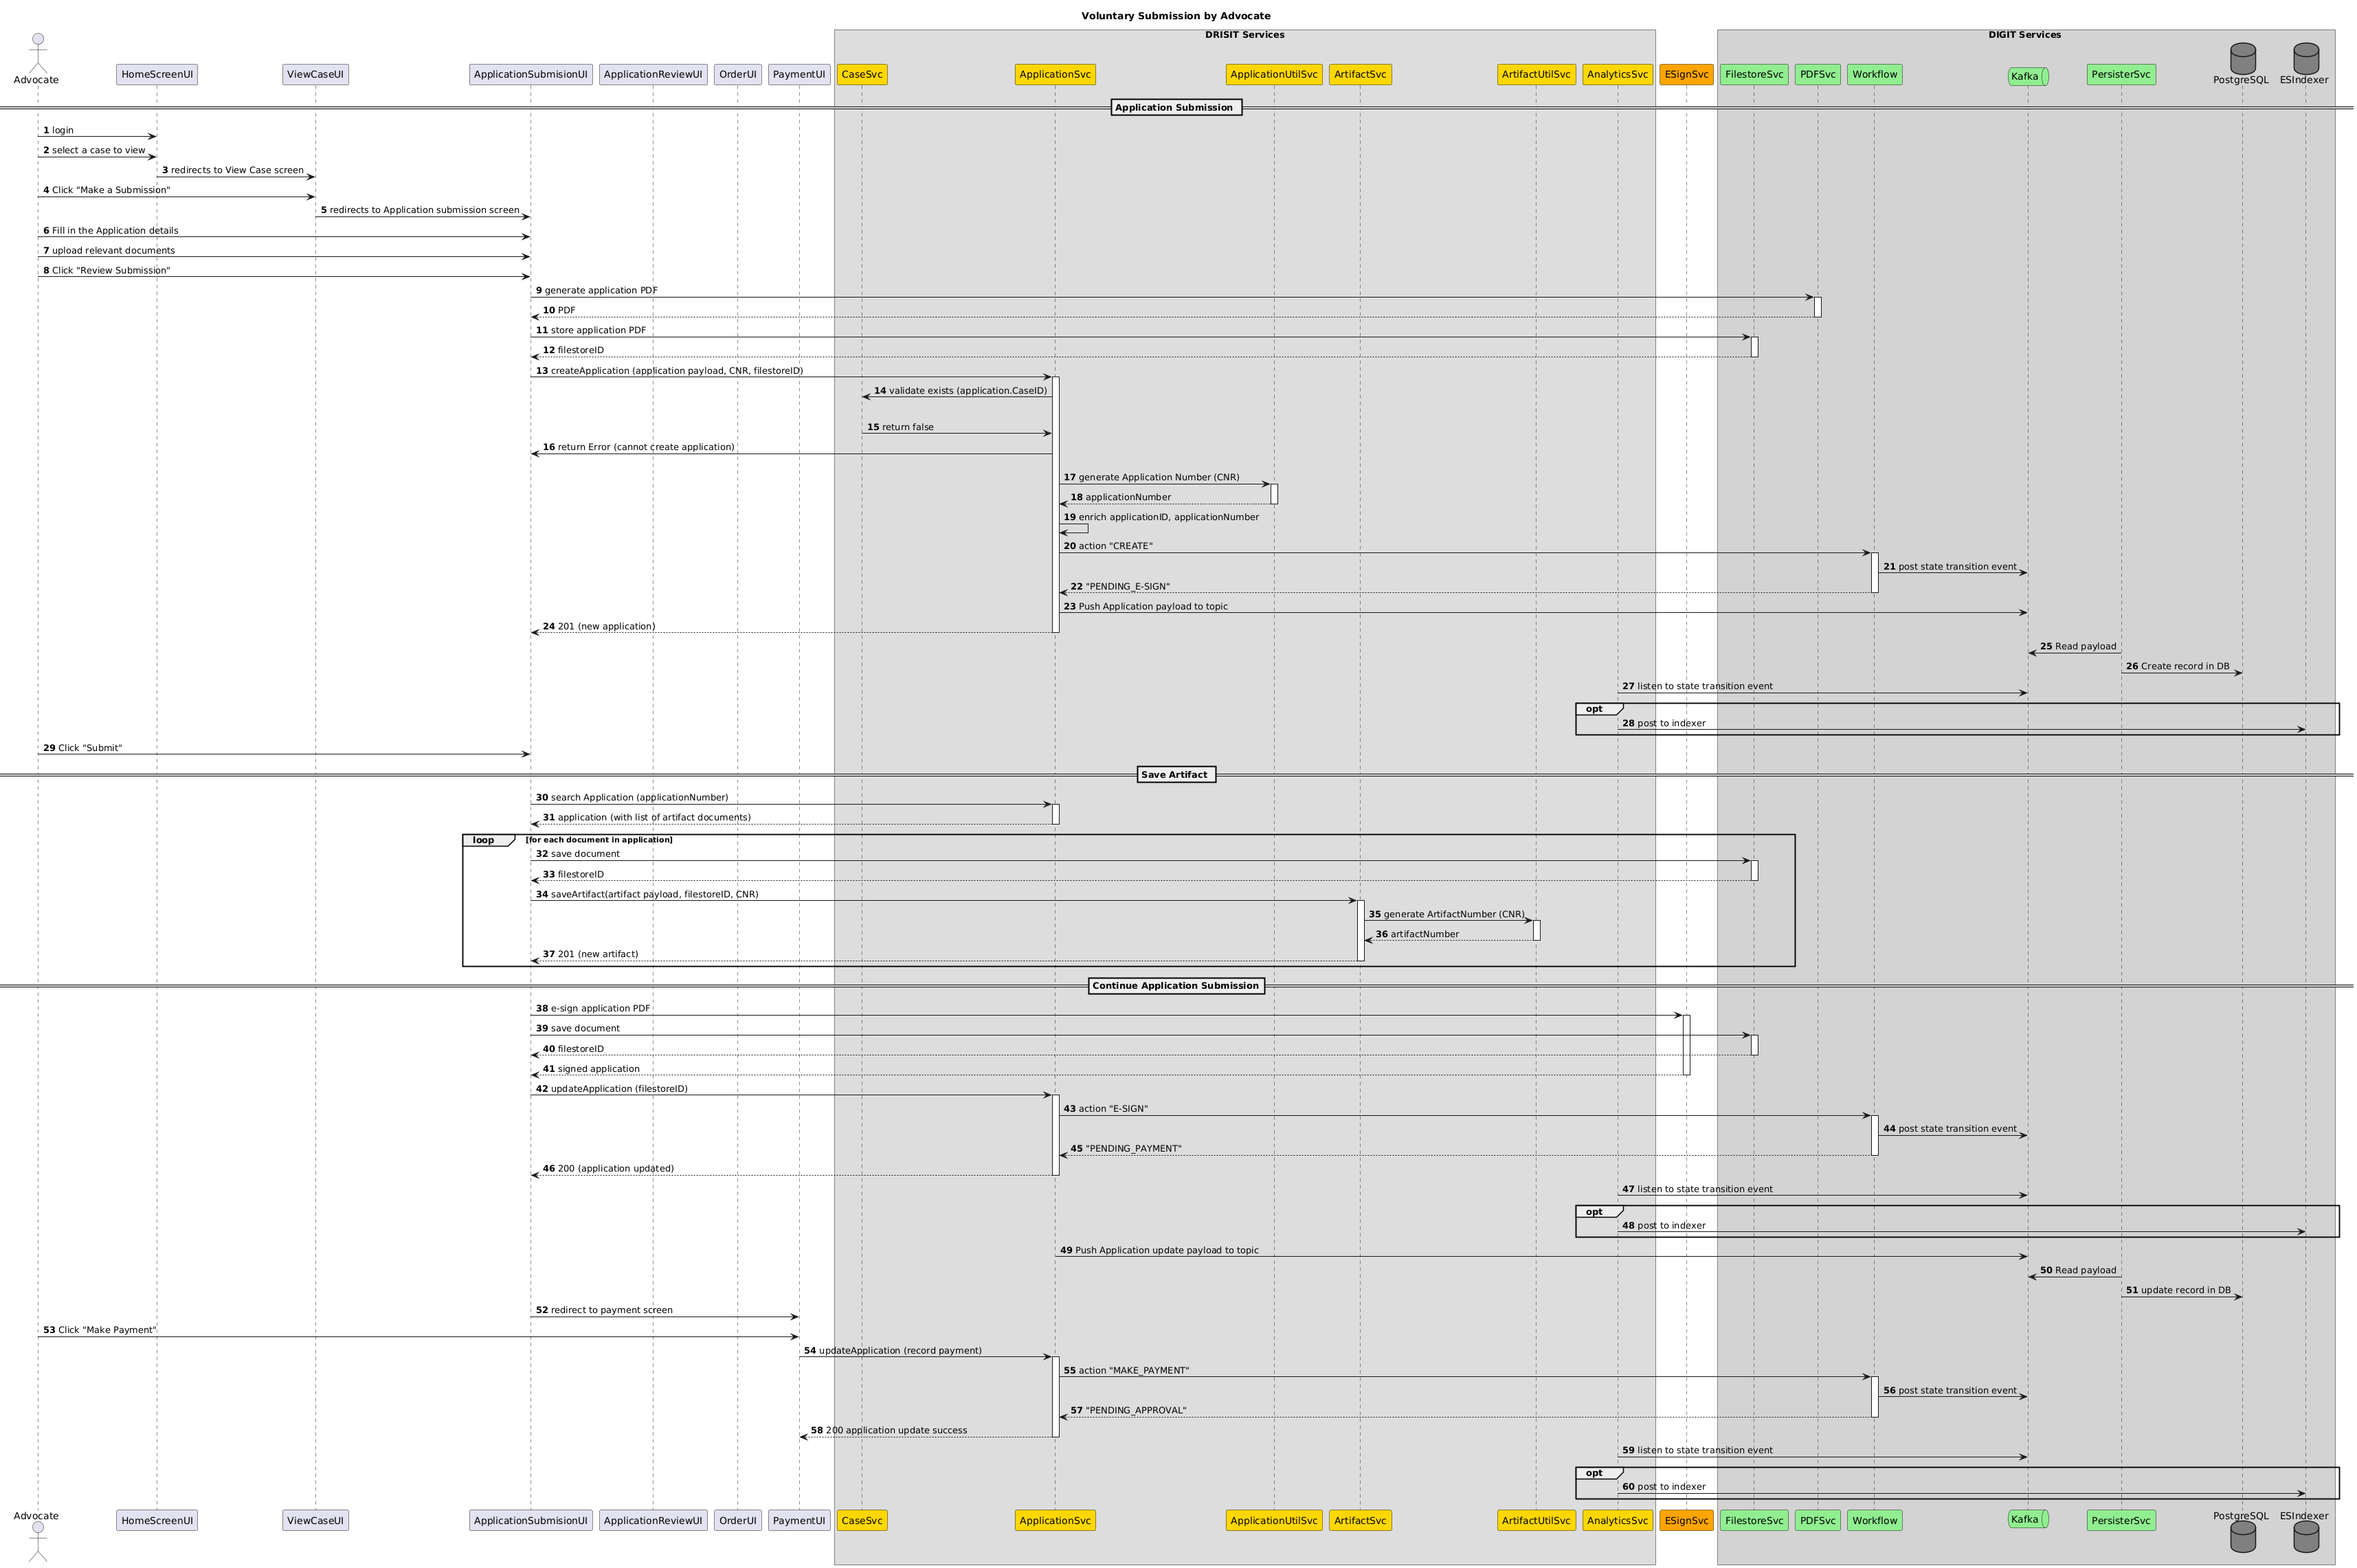 Voluntary Submission by Advocate
DRISIT Services
DIGIT Services
Advocate
HomeScreenUI
ViewCaseUI
ApplicationSubmisionUI
ApplicationReviewUI
OrderUI
PaymentUI
CaseSvc
ApplicationSvc
ApplicationUtilSvc
ArtifactSvc
ArtifactUtilSvc
AnalyticsSvc
ESignSvc
FilestoreSvc
PDFSvc
Workflow
Kafka
PersisterSvc
PostgreSQL
ESIndexer
Application Submission
1 login
2 select a case to view
3 redirects to View Case screen
4 Click "Make a Submission"
5 redirects to Application submission screen
6 Fill in the Application details
7 upload relevant documents
8 Click "Review Submission"
9 generate application PDF
10 PDF
11 store application PDF
12 filestoreID
13 createApplication (application payload, CNR, filestoreID)
14 validate exists (application.CaseID)
15 return false
16 return Error (cannot create application)
17 generate Application Number (CNR)
18 applicationNumber
19 enrich applicationID, applicationNumber
20 action "CREATE"
21 post state transition event
22 "PENDING_E-SIGN"
23 Push Application payload to topic
24 201 (new application)
25 Read payload
26 Create record in DB
27 listen to state transition event
opt
28 post to indexer
29 Click "Submit"
Save Artifact
30 search Application (applicationNumber)
31 application (with list of artifact documents)
loop [for each document in application]
32 save document
33 filestoreID
34 saveArtifact(artifact payload, filestoreID, CNR)
35 generate ArtifactNumber (CNR)
36 artifactNumber
37 201 (new artifact)
Continue Application Submission
38 e-sign application PDF
39 save document
40 filestoreID
41 signed application
42 updateApplication (filestoreID)
43 action "E-SIGN"
44 post state transition event
45 "PENDING_PAYMENT"
46 200 (application updated)
47 listen to state transition event
opt
48 post to indexer
49 Push Application update payload to topic
50 Read payload
51 update record in DB
52 redirect to payment screen
53 Click "Make Payment"
54 updateApplication (record payment)
55 action "MAKE_PAYMENT"
56 post state transition event
57 "PENDING_APPROVAL"
58 200 application update success
59 listen to state transition event
opt
60 post to indexer
Advocate
HomeScreenUI
ViewCaseUI
ApplicationSubmisionUI
ApplicationReviewUI
OrderUI
PaymentUI
CaseSvc
ApplicationSvc
ApplicationUtilSvc
ArtifactSvc
ArtifactUtilSvc
AnalyticsSvc
ESignSvc
FilestoreSvc
PDFSvc
Workflow
Kafka
PersisterSvc
PostgreSQL
ESIndexer